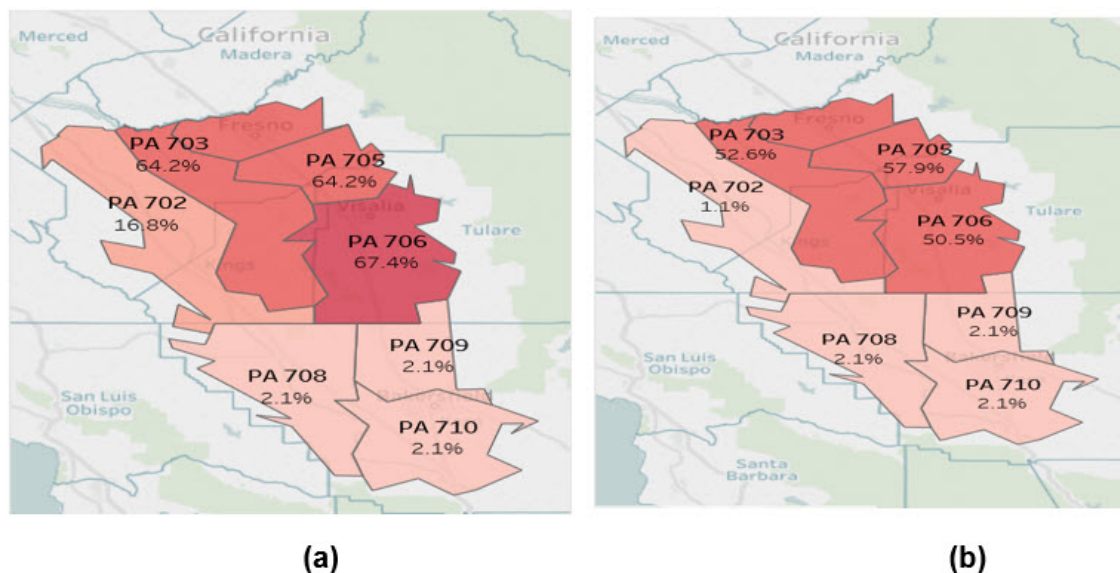 California
Merced
Madera
Fresno
PA 703
64.2%
PA 705
64.2%
PA 702
16.8%
Visalia
PA 706
67.4%
Tulare
Kings
PA 709
2.1%
PA 708
2.1%
Bakersfield
San Luis
Obispo
PA 710
2.1%
(a)
California
Merced
Madera
Fresno
PA 703
52.6%
PA 705
57.9%
PA 702
1.1%
Visalia
PA 706
50.5%
Tulare
Kings
PA 709
2.1%
PA 708
2.1%
Bakersfield
San Luis
Obispo
PA 710
2.1%
Santa
Barbara
(b)